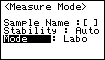 <Measure Mode>
Sample Name :[ ]
Stability : Auto
Mode : Labo